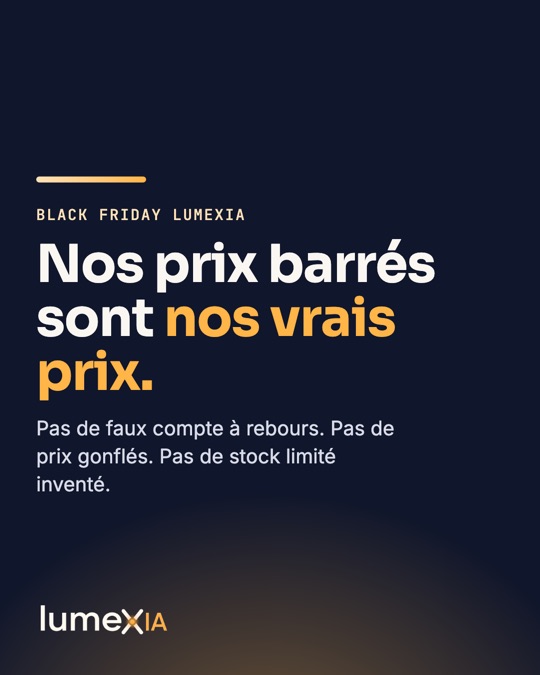 BLACK FRIDAY LUMEXIA
Nos prix barrés
sont nos vrais
prix.
Pas de faux compte à rebours. Pas de
prix gonflés. Pas de stock limité
inventé.
lumexIA